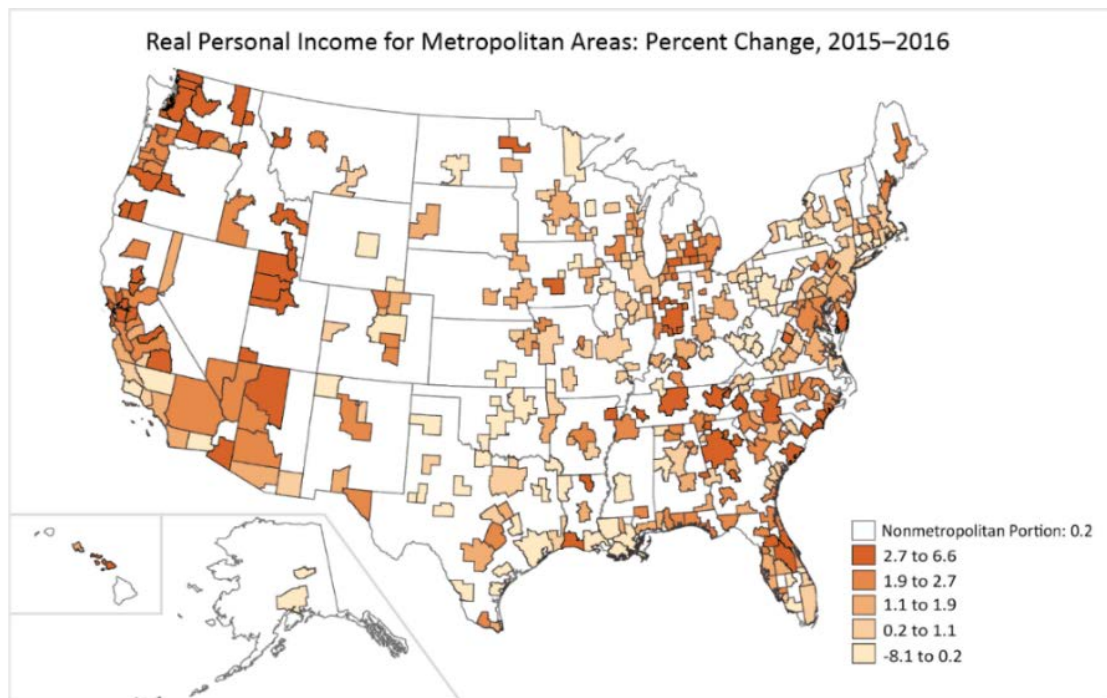 Real Personal Income for Metropolitan Areas: Percent Change, 2015–2016
Nonmetropolitan Portion: 0.2
2.7 to 6.6
1.9 to 2.7
1.1 to 1.9
0.2 to 1.1
-8.1 to 0.2